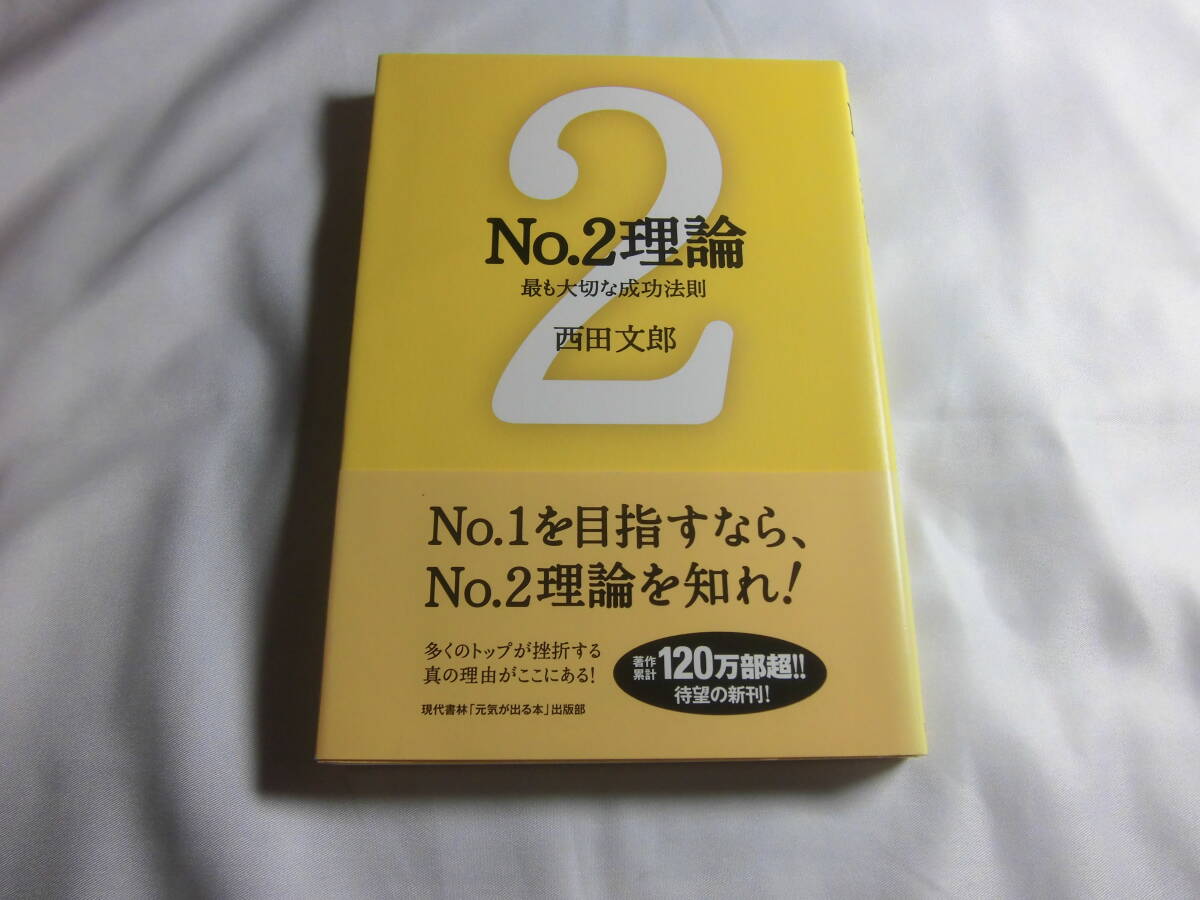 2
No.2理論
最も大切な成功法則
西田文郎
No.1を目指すなら、
No.2理論を知れ！
多くのトップが挫折する
真の理由がここにある！
著作
累計
120万部超!!
待望の新刊！
現代書林「元気が出る本」出版部